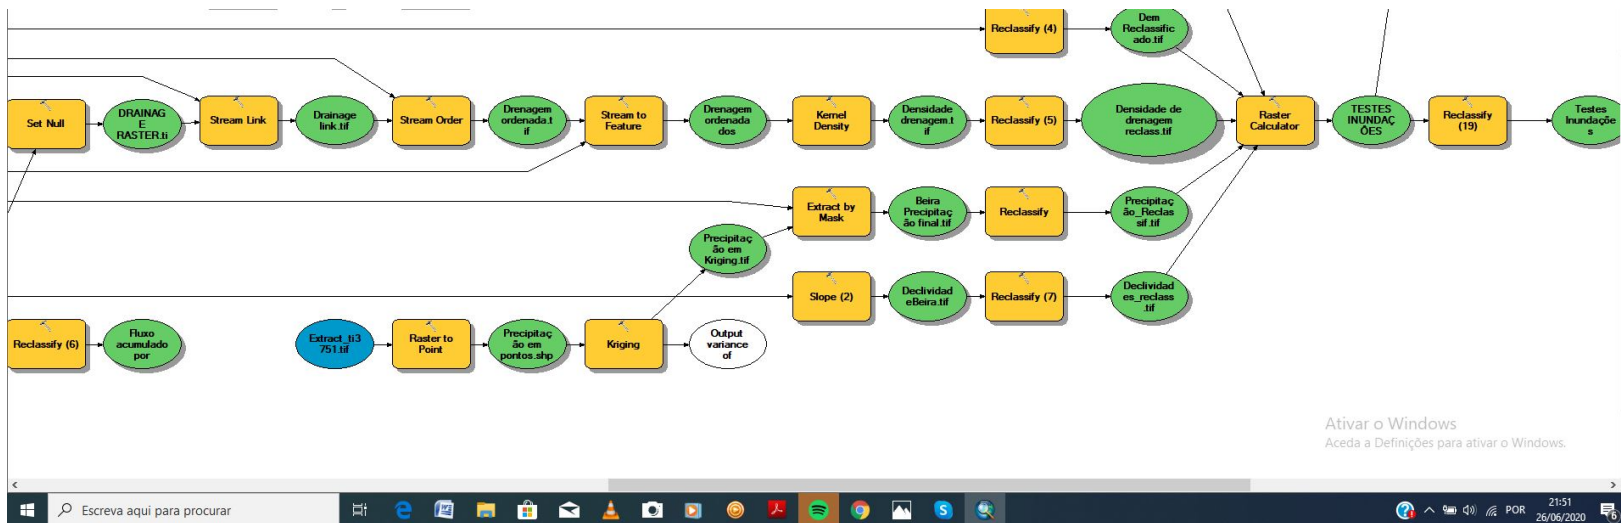 Reclassify (4)
Dem
Reclassific
ado.tif
Set Null
DRAINAG
E
RASTER.ti
Stream Link
Drainage
link.tif
Stream Order
Drenagem
ordenada.t
if
Stream to
Feature
Drenagem
ordenada
dos
Kernel
Density
Densidade
drenagem.t
if
Reclassify (5)
Densidade de
drenagem
reclass.tif
Raster
Calculator
TESTES
INUNDAÇ
ÕES
Reclassify
(19)
Testes
Inundaçõe
s
Extract by
Mask
Beira
Precipitaç
ão final.tif
Reclassify
Precipitaç
ão_Reclas
sif.tif
Precipitaç
ão em
Kriging.tif
Slope (2)
Declividad
eBeira.tif
Reclassify (7)
Declividad
es_reclass
.tif
Reclassify (6)
Fluxo
acumulado
por
Extract_ti3
751.tif
Raster to
Point
Precipitaç
ão em
pontos.shp
Kriging
Output
variance
of
Ativar o Windows
Aceda a Definições para ativar o Windows.
Escreva aqui para procurar
POR
21:51
26/06/2020
6